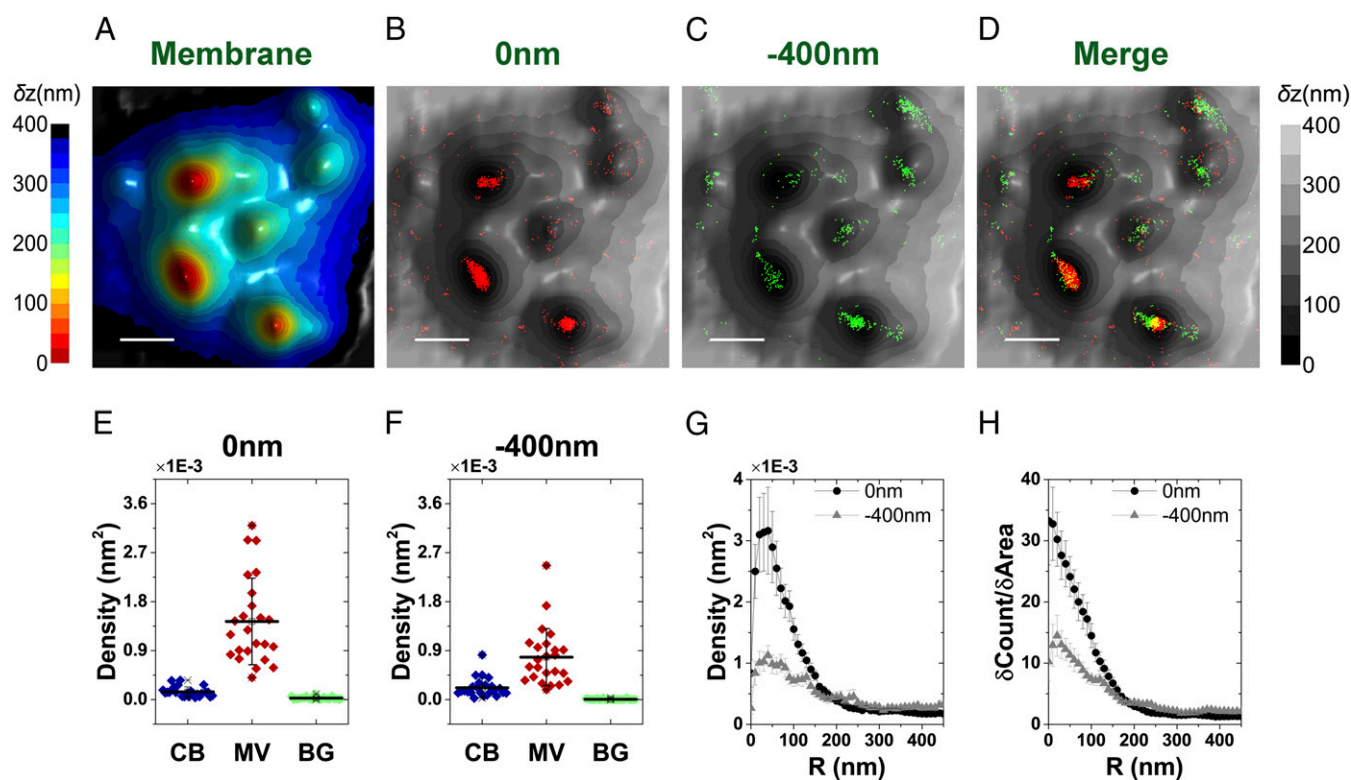 A
Membrane
B
0nm
C
-400nm
D
Merge
δz(nm)
400
300
200
100
0
δz(nm)
400
300
200
100
0
E
0nm
×1E-3
Density (nm²)
3.6
2.7
1.8
0.9
0.0
CB MV BG
F
-400nm
×1E-3
Density (nm²)
3.6
2.7
1.8
0.9
0.0
CB MV BG
G
×1E-3
Density (nm²)
4
3
2
1
0
0nm
-400nm
0 100 200 300 400
R (nm)
H
δCount/δArea
40
30
20
10
0
0nm
-400nm
0 100 200 300 400
R (nm)